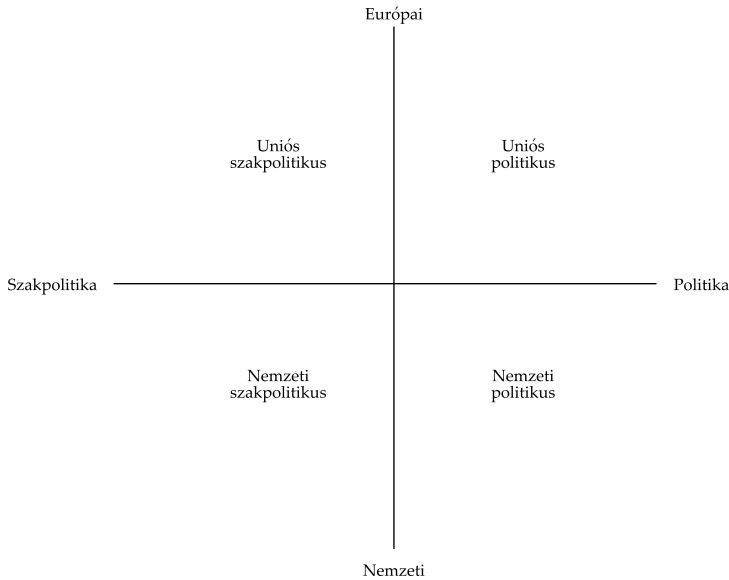 Európai
Uniós
szakpolitikus
Uniós
politikus
Szakpolitika
Politika
Nemzeti
szakpolitikus
Nemzeti
politikus
Nemzeti